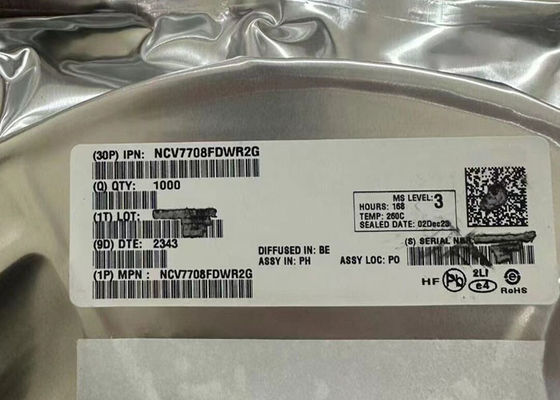 (30P) IPN: NCV7708FDWR2G
(Q) QTY: 1000
(1T) LOT:
(9D) DTE: 2343
(1P) MPN : NCV7708FDWR2G
DIFFUSED IN: BE
ASSY IN: PH
ASSY LOC: PO
MS LEVEL: 3
HOURS: 168
TEMP: 260C
SEALED DATE: 02Dec23
(S) SERIAL NBR:
HF Pb 2LI e4 RoHS